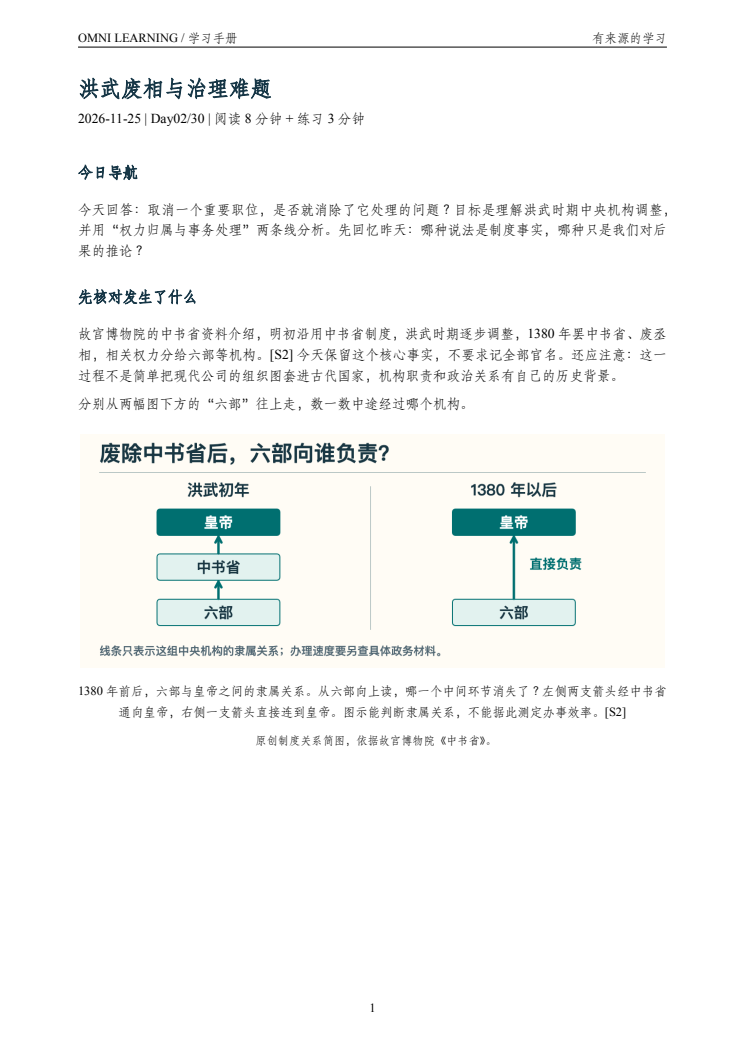 OMNI LEARNING / 学习手册
有来源的学习
洪武废相与治理难题
2026-11-25 | Day02/30 | 阅读 8 分钟 + 练习 3 分钟
今日导航
今天回答：取消一个重要职位，是否就消除了它处理的问题？目标是理解洪武时期中央机构调整，
并用“权力归属与事务处理”两条线分析。先回忆昨天：哪种说法是制度事实，哪种只是我们对后
果的推论？
先核对发生了什么
故宫博物院的中书省资料介绍，明初沿用中书省制度，洪武时期逐步调整，1380 年罢中书省、废丞
相，相关权力分给六部等机构。[S2] 今天保留这个核心事实，不要求记全部官名。还应注意：这一
过程不是简单把现代公司的组织图套进古代国家，机构职责和政治关系有自己的历史背景。
分别从两幅图下方的“六部”往上走，数一数中途经过哪个机构。
废除中书省后，六部向谁负责？
洪武初年
皇帝
中书省
六部
1380 年以后
皇帝
直接负责
六部
线条只表示这组中央机构的隶属关系；办理速度要另查具体政务材料。
1380 年前后，六部与皇帝之间的隶属关系。从六部向上读，哪一个中间环节消失了？左侧两支箭头经中书省
通向皇帝，右侧一支箭头直接连到皇帝。图示能判断隶属关系，不能据此测定办事效率。[S2]
原创制度关系简图，依据故宫博物院《中书省》。
1